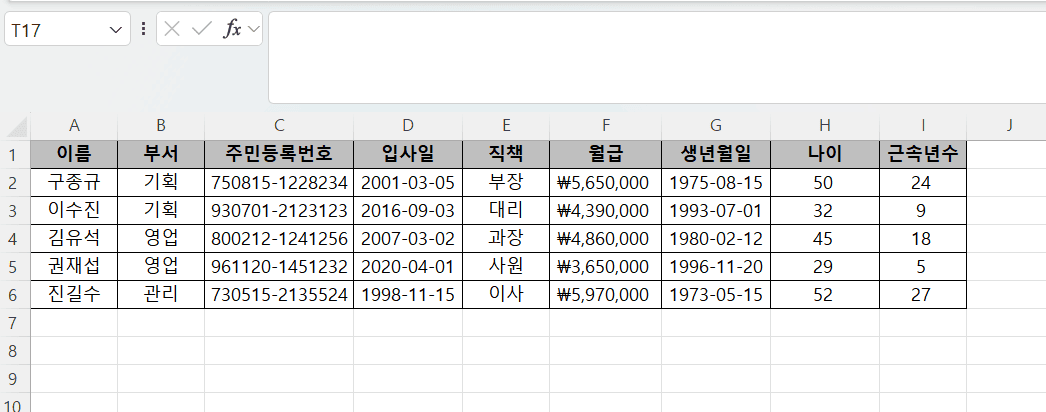 T17 fx
A B C D E F G H I J
1 이름 부서 주민등록번호 입사일 직책 월급 생년월일 나이 근속년수
2 구종규 기획 750815-1228234 2001-03-05 부장 ₩5,650,000 1975-08-15 50 24
3 이수진 기획 930701-2123123 2016-09-03 대리 ₩4,390,000 1993-07-01 32 9
4 김유석 영업 800212-1241256 2007-03-02 과장 ₩4,860,000 1980-02-12 45 18
5 권재섭 영업 961120-1451232 2020-04-01 사원 ₩3,650,000 1996-11-20 29 5
6 진길수 관리 730515-2135524 1998-11-15 이사 ₩5,970,000 1973-05-15 52 27
7
8
9
10